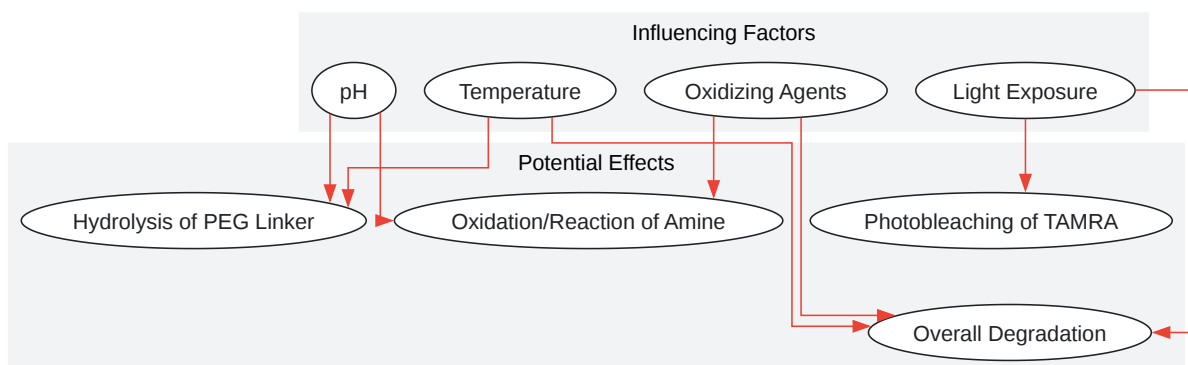 Influencing Factors
pH
Temperature
Oxidizing Agents
Light Exposure
Potential Effects
Hydrolysis of PEG Linker
Oxidation/Reaction of Amine
Photobleaching of TAMRA
Overall Degradation